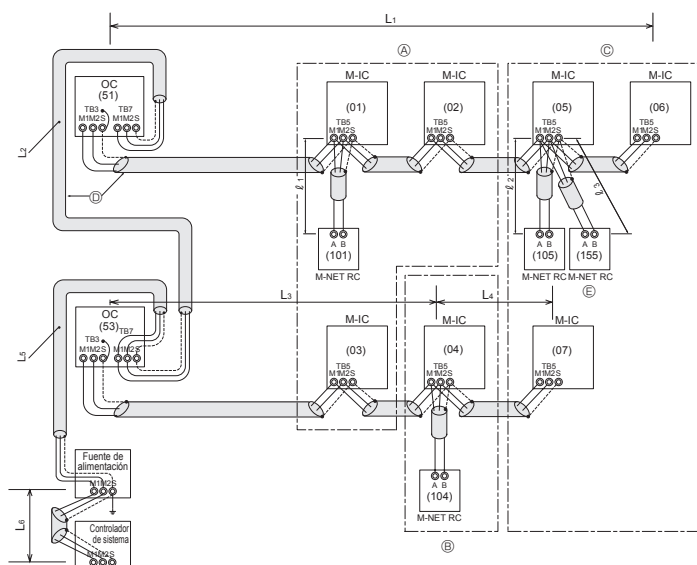 L1
Ⓐ
Ⓒ
M-IC
M-IC
M-IC
M-IC
OC
(51)
TB3
TB7
M1M2S
M1M2S
(01)
TB5
M1M2S
(02)
TB5
M1M2S
(05)
TB5
M1M2S
(06)
TB5
M1M2S
L2
Ⓓ
ℓ1
ℓ2
ℓ3
A B
(101)
M-NET RC
A B
(105)
M-NET RC
A B
(155)
M-NET RC
Ⓔ
L3
L4
M-IC
M-IC
M-IC
OC
(53)
TB3
TB7
M1M2S
M1M2S
(03)
TB5
M1M2S
(04)
TB5
M1M2S
(07)
TB5
M1M2S
L5
Fuente de
alimentación
M1M2S
A B
(104)
M-NET RC
Ⓑ
L6
Controlador
de sistema
M1M2S